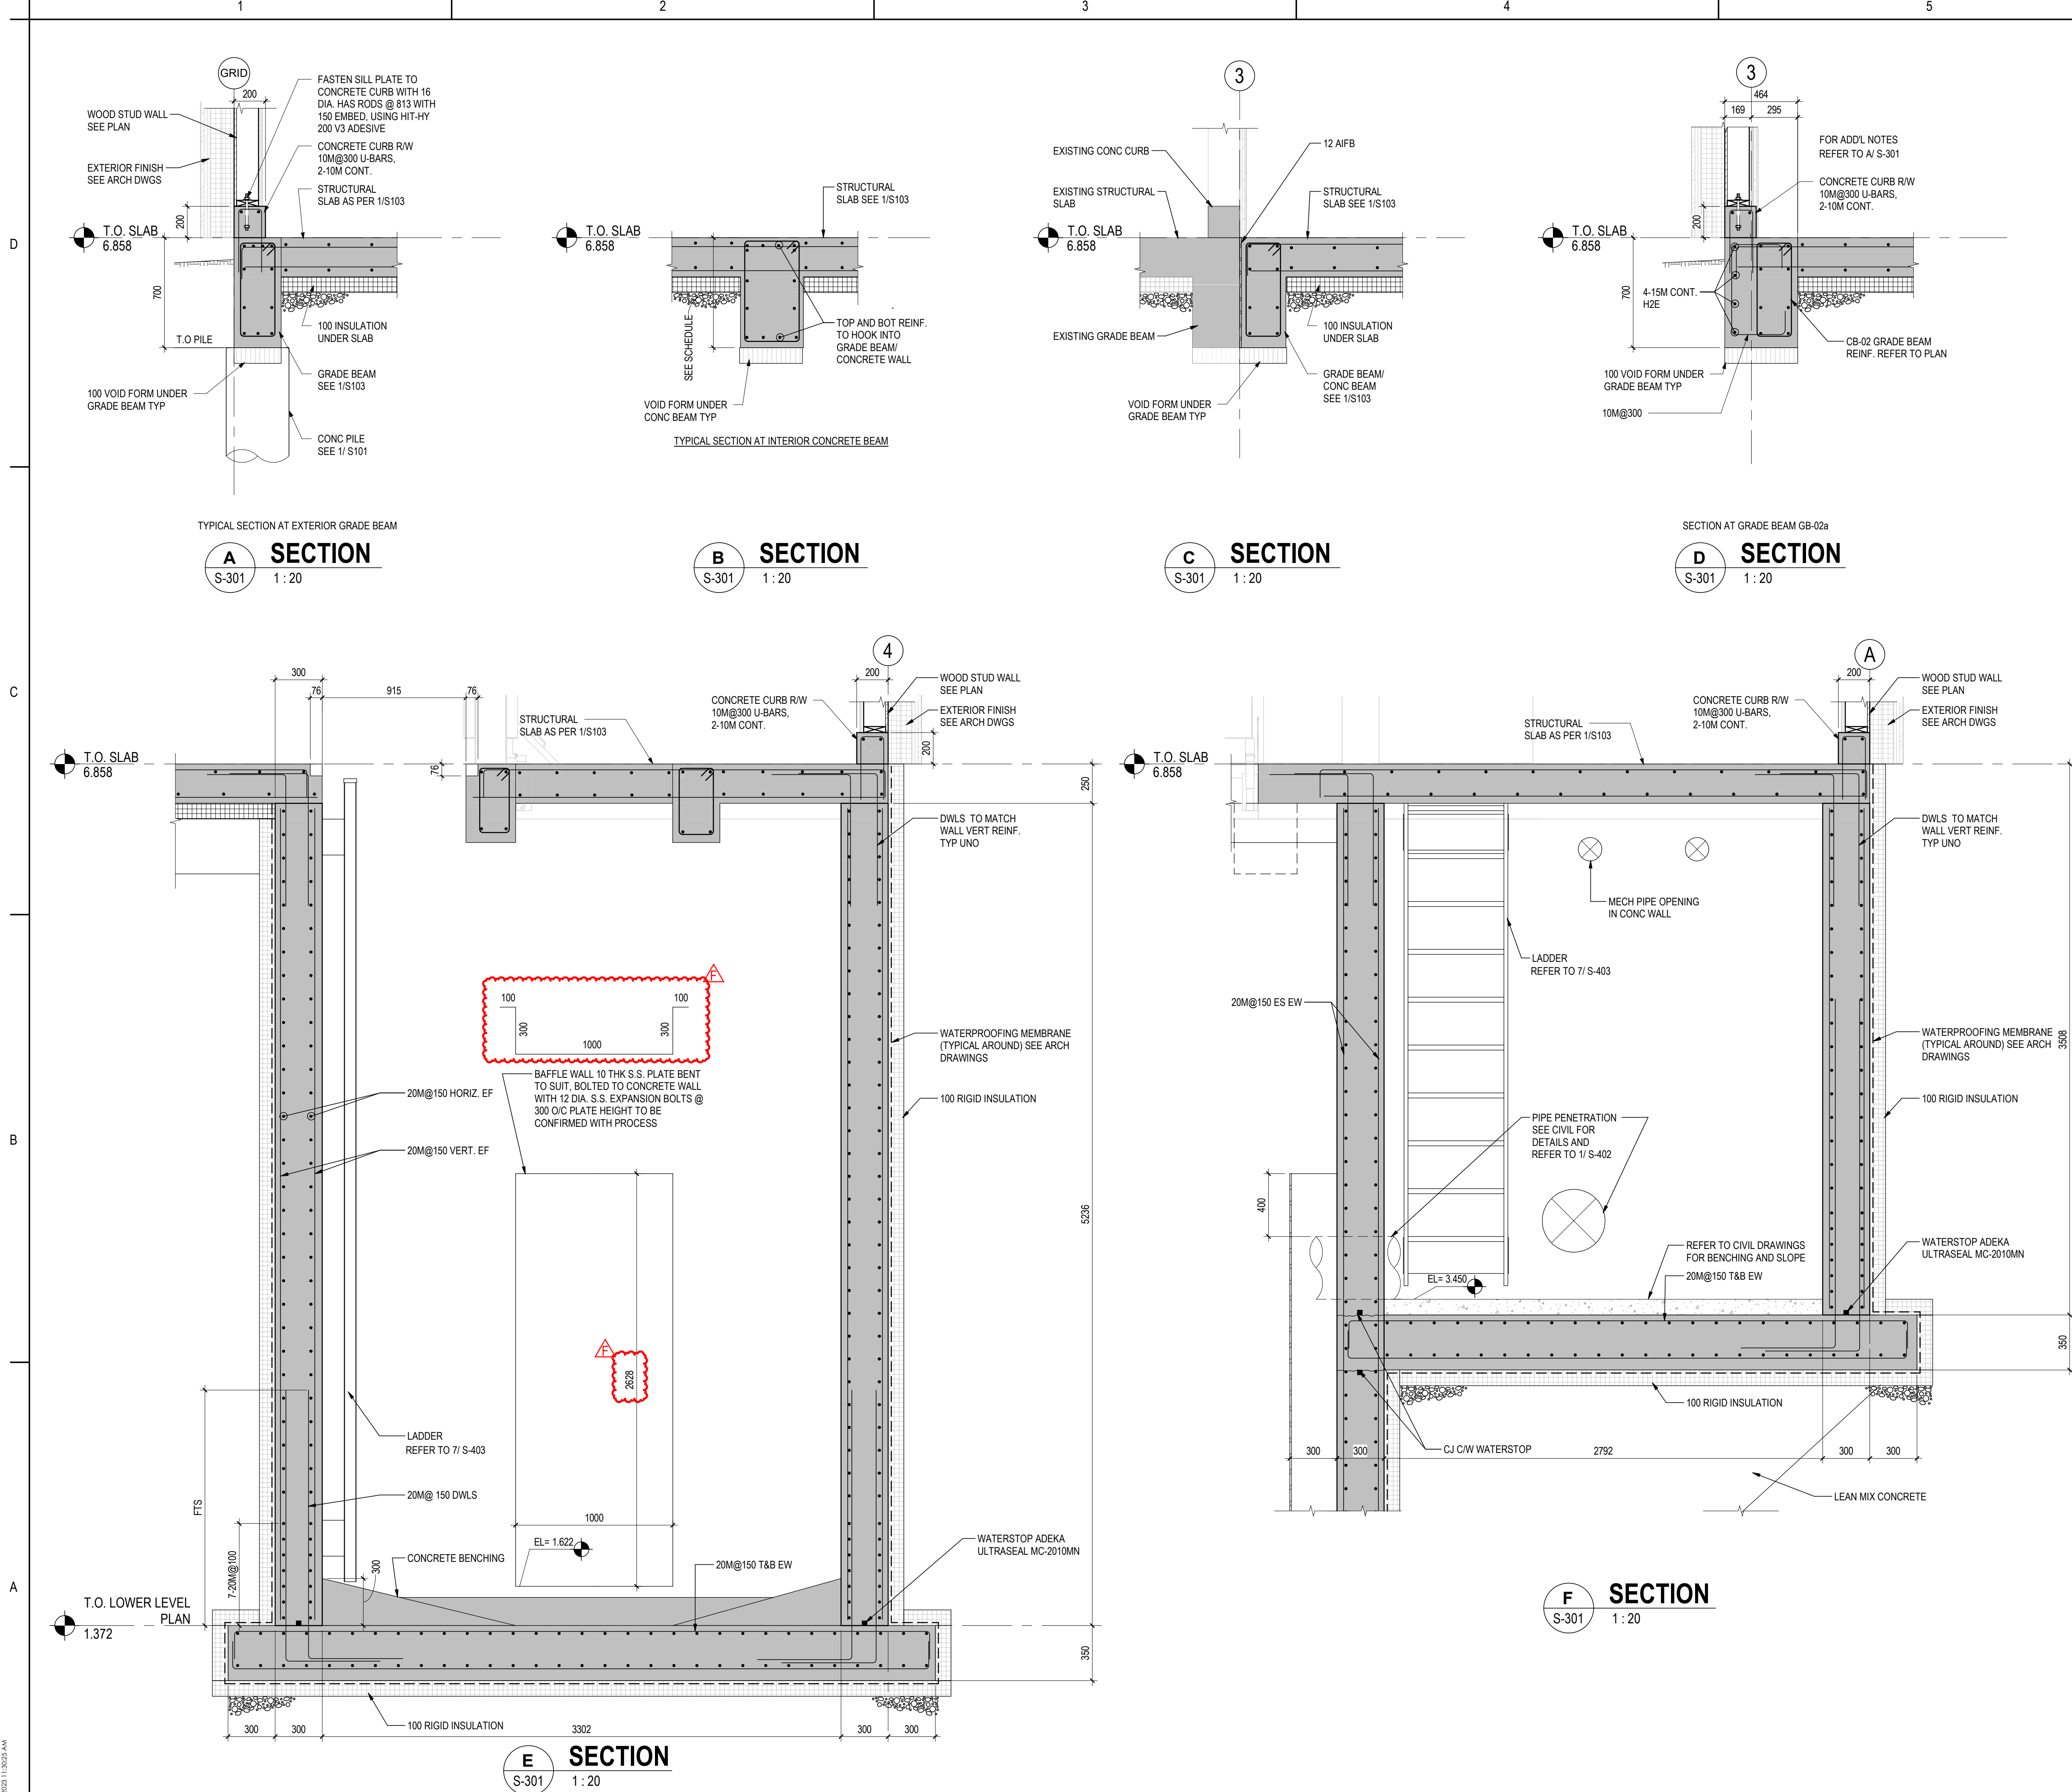 1
2
3
4
5
D
C
B
A
GRID
200
WOOD STUD WALL
SEE PLAN
EXTERIOR FINISH
SEE ARCH DWGS
FASTEN SILL PLATE TO
CONCRETE CURB WITH 16
DIA. HAS RODS @ 813 WITH
150 EMBED, USING HIT-HY
200 V3 ADESIVE
CONCRETE CURB R/W
10M@300 U-BARS,
2-10M CONT.
STRUCTURAL
SLAB AS PER 1/S103
200
T.O. SLAB
6.858
700
T.O PILE
100 INSULATION
UNDER SLAB
GRADE BEAM
SEE 1/S103
100 VOID FORM UNDER
GRADE BEAM TYP
CONC PILE
SEE 1/ S101
TYPICAL SECTION AT EXTERIOR GRADE BEAM
A
S-301
SECTION
1 : 20
T.O. SLAB
6.858
STRUCTURAL
SLAB SEE 1/S103
SEE SCHEDULE
TOP AND BOT REINF.
TO HOOK INTO
GRADE BEAM/
CONCRETE WALL
VOID FORM UNDER
CONC BEAM TYP
TYPICAL SECTION AT INTERIOR CONCRETE BEAM
B
S-301
SECTION
1 : 20
3
EXISTING CONC CURB
12 AIFB
EXISTING STRUCTURAL
SLAB
STRUCTURAL
SLAB SEE 1/S103
T.O. SLAB
6.858
EXISTING GRADE BEAM
100 INSULATION
UNDER SLAB
GRADE BEAM/
CONC BEAM
SEE 1/S103
VOID FORM UNDER
GRADE BEAM TYP
C
S-301
SECTION
1 : 20
3
464
169
295
FOR ADD'L NOTES
REFER TO A/ S-301
CONCRETE CURB R/W
10M@300 U-BARS,
2-10M CONT.
200
T.O. SLAB
6.858
700
4-15M CONT.
H2E
CB-02 GRADE BEAM
REINF. REFER TO PLAN
100 VOID FORM UNDER
GRADE BEAM TYP
10M@300
SECTION AT GRADE BEAM GB-02a
D
S-301
SECTION
1 : 20
4
300
76
915
76
200
WOOD STUD WALL
SEE PLAN
CONCRETE CURB R/W
10M@300 U-BARS,
2-10M CONT.
EXTERIOR FINISH
SEE ARCH DWGS
STRUCTURAL
SLAB AS PER 1/S103
200
T.O. SLAB
6.858
76
250
DWLS TO MATCH
WALL VERT REINF.
TYP UNO
F
100
100
300
300
1000
WATERPROOFING MEMBRANE
(TYPICAL AROUND) SEE ARCH
DRAWINGS
BAFFLE WALL 10 THK S.S. PLATE BENT
TO SUIT, BOLTED TO CONCRETE WALL
WITH 12 DIA. S.S. EXPANSION BOLTS @
300 O/C PLATE HEIGHT TO BE
CONFIRMED WITH PROCESS
20M@150 HORIZ. EF
100 RIGID INSULATION
20M@150 VERT. EF
5236
F
2628
LADDER
REFER TO 7/ S-403
FTS
20M@ 150 DWLS
1000
EL= 1.622
7-20M@100
CONCRETE BENCHING
300
20M@150 T&B EW
WATERSTOP ADEKA
ULTRASEAL MC-2010MN
T.O. LOWER LEVEL
PLAN
1.372
350
100 RIGID INSULATION
300
300
3302
300
300
E
S-301
SECTION
1 : 20
A
200
WOOD STUD WALL
SEE PLAN
CONCRETE CURB R/W
10M@300 U-BARS,
2-10M CONT.
EXTERIOR FINISH
SEE ARCH DWGS
STRUCTURAL
SLAB AS PER 1/S103
T.O. SLAB
6.858
DWLS TO MATCH
WALL VERT REINF.
TYP UNO
MECH PIPE OPENING
IN CONC WALL
LADDER
REFER TO 7/ S-403
20M@150 ES EW
WATERPROOFING MEMBRANE
(TYPICAL AROUND) SEE ARCH
DRAWINGS
3508
100 RIGID INSULATION
PIPE PENETRATION
SEE CIVIL FOR
DETAILS AND
REFER TO 1/ S-402
400
REFER TO CIVIL DRAWINGS
FOR BENCHING AND SLOPE
WATERSTOP ADEKA
ULTRASEAL MC-2010MN
EL= 3.450
20M@150 T&B EW
350
100 RIGID INSULATION
300
300
CJ C/W WATERSTOP
2792
300
300
LEAN MIX CONCRETE
F
S-301
SECTION
1 : 20
2023 11:30:25 AM